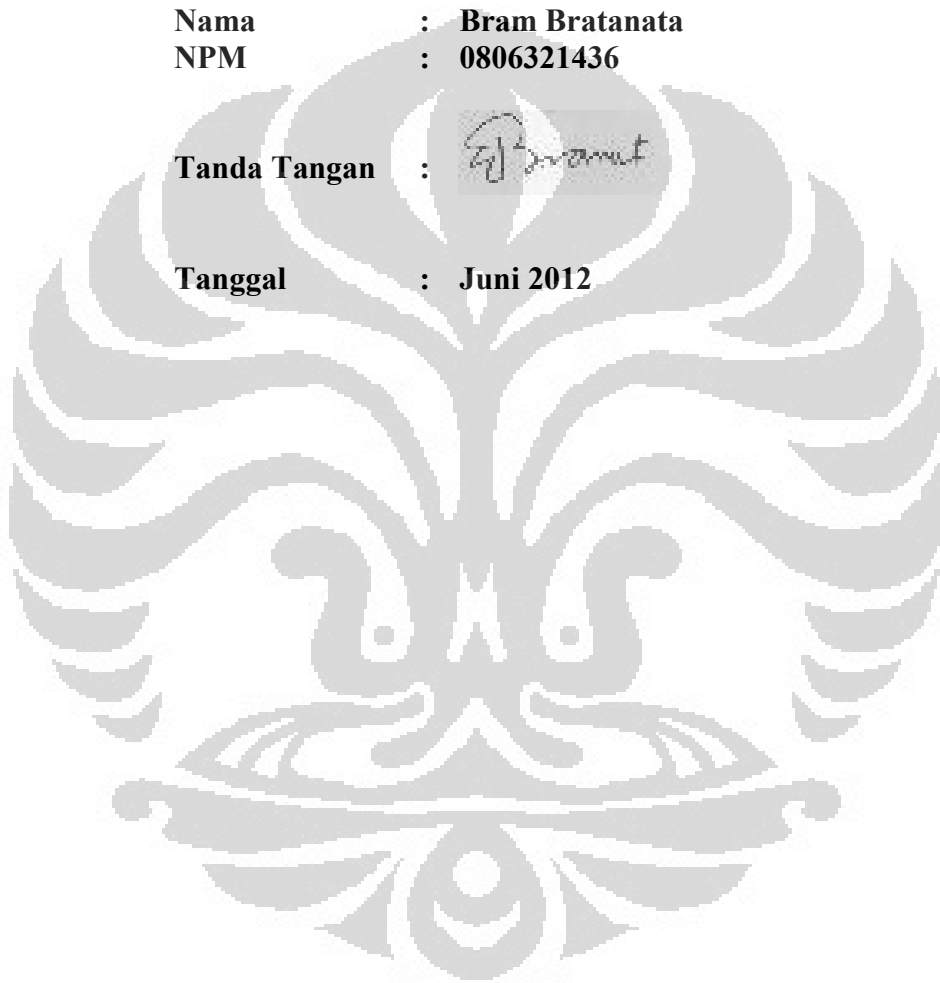 Nama : Bram Bratanata
NPM : 0806321436
Tanda Tangan :
Tanggal : Juni 2012